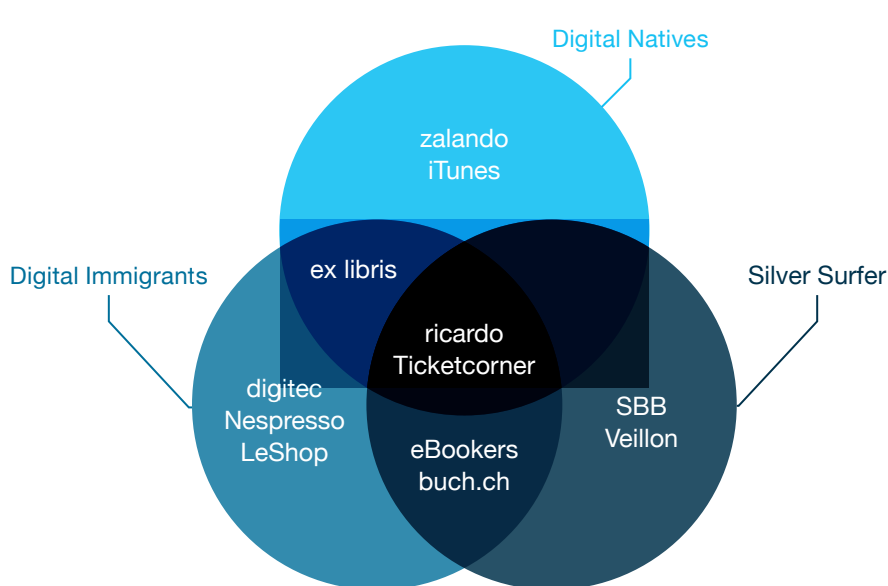 Digital Natives
zalando
iTunes
Digital Immigrants
ex libris
Silver Surfer
ricardo
Ticketcorner
digitec
Nespresso
LeShop
SBB
Veillon
eBookers
buch.ch